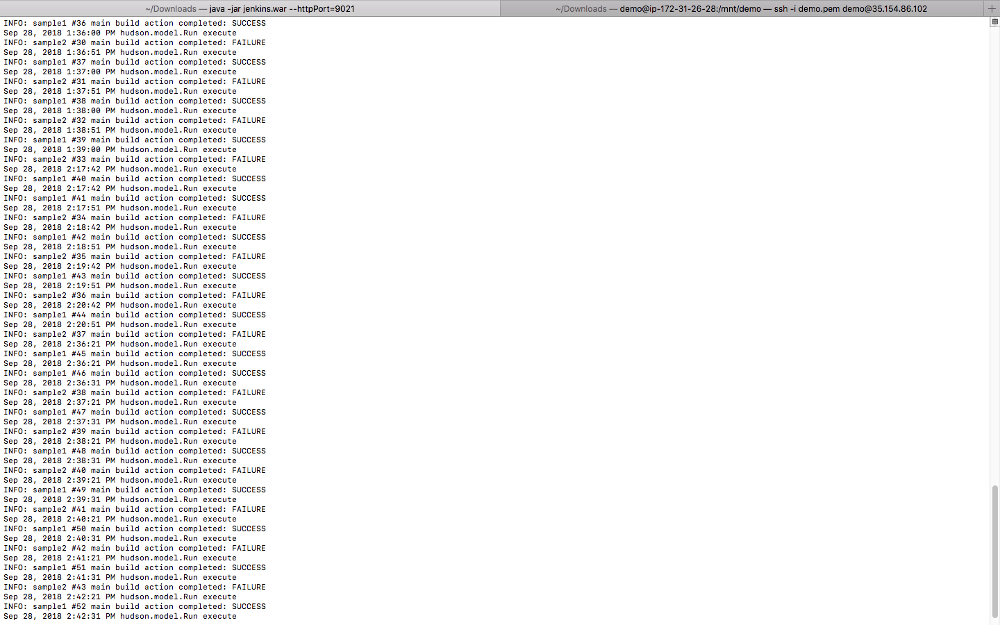 ~/Downloads — java -jar jenkins.war --httpPort=9021
~/Downloads — demo@ip-172-31-26-28:/mnt/demo — ssh -i demo.pem demo@35.154.86.102
INFO: sample1 #36 main build action completed: SUCCESS
Sep 28, 2018 1:36:00 PM hudson.model.Run execute
INFO: sample2 #30 main build action completed: FAILURE
Sep 28, 2018 1:36:51 PM hudson.model.Run execute
INFO: sample1 #37 main build action completed: SUCCESS
Sep 28, 2018 1:37:00 PM hudson.model.Run execute
INFO: sample2 #31 main build action completed: FAILURE
Sep 28, 2018 1:37:51 PM hudson.model.Run execute
INFO: sample1 #38 main build action completed: SUCCESS
Sep 28, 2018 1:38:00 PM hudson.model.Run execute
INFO: sample2 #32 main build action completed: FAILURE
Sep 28, 2018 1:38:51 PM hudson.model.Run execute
INFO: sample1 #39 main build action completed: SUCCESS
Sep 28, 2018 1:39:00 PM hudson.model.Run execute
INFO: sample2 #33 main build action completed: FAILURE
Sep 28, 2018 2:17:42 PM hudson.model.Run execute
INFO: sample1 #40 main build action completed: SUCCESS
Sep 28, 2018 2:17:42 PM hudson.model.Run execute
INFO: sample1 #41 main build action completed: SUCCESS
Sep 28, 2018 2:17:51 PM hudson.model.Run execute
INFO: sample2 #34 main build action completed: FAILURE
Sep 28, 2018 2:18:42 PM hudson.model.Run execute
INFO: sample1 #42 main build action completed: SUCCESS
Sep 28, 2018 2:18:51 PM hudson.model.Run execute
INFO: sample2 #35 main build action completed: FAILURE
Sep 28, 2018 2:19:42 PM hudson.model.Run execute
INFO: sample1 #43 main build action completed: SUCCESS
Sep 28, 2018 2:19:51 PM hudson.model.Run execute
INFO: sample2 #36 main build action completed: FAILURE
Sep 28, 2018 2:20:42 PM hudson.model.Run execute
INFO: sample1 #44 main build action completed: SUCCESS
Sep 28, 2018 2:20:51 PM hudson.model.Run execute
INFO: sample2 #37 main build action completed: FAILURE
Sep 28, 2018 2:36:21 PM hudson.model.Run execute
INFO: sample1 #45 main build action completed: SUCCESS
Sep 28, 2018 2:36:21 PM hudson.model.Run execute
INFO: sample1 #46 main build action completed: SUCCESS
Sep 28, 2018 2:36:31 PM hudson.model.Run execute
INFO: sample2 #38 main build action completed: FAILURE
Sep 28, 2018 2:37:21 PM hudson.model.Run execute
INFO: sample1 #47 main build action completed: SUCCESS
Sep 28, 2018 2:37:31 PM hudson.model.Run execute
INFO: sample2 #39 main build action completed: FAILURE
Sep 28, 2018 2:38:21 PM hudson.model.Run execute
INFO: sample1 #48 main build action completed: SUCCESS
Sep 28, 2018 2:38:31 PM hudson.model.Run execute
INFO: sample2 #40 main build action completed: FAILURE
Sep 28, 2018 2:39:21 PM hudson.model.Run execute
INFO: sample1 #49 main build action completed: SUCCESS
Sep 28, 2018 2:39:31 PM hudson.model.Run execute
INFO: sample2 #41 main build action completed: FAILURE
Sep 28, 2018 2:40:21 PM hudson.model.Run execute
INFO: sample1 #50 main build action completed: SUCCESS
Sep 28, 2018 2:40:31 PM hudson.model.Run execute
INFO: sample2 #42 main build action completed: FAILURE
Sep 28, 2018 2:41:21 PM hudson.model.Run execute
INFO: sample1 #51 main build action completed: SUCCESS
Sep 28, 2018 2:41:31 PM hudson.model.Run execute
INFO: sample2 #43 main build action completed: FAILURE
Sep 28, 2018 2:42:21 PM hudson.model.Run execute
INFO: sample1 #52 main build action completed: SUCCESS
Sep 28, 2018 2:42:31 PM hudson.model.Run execute